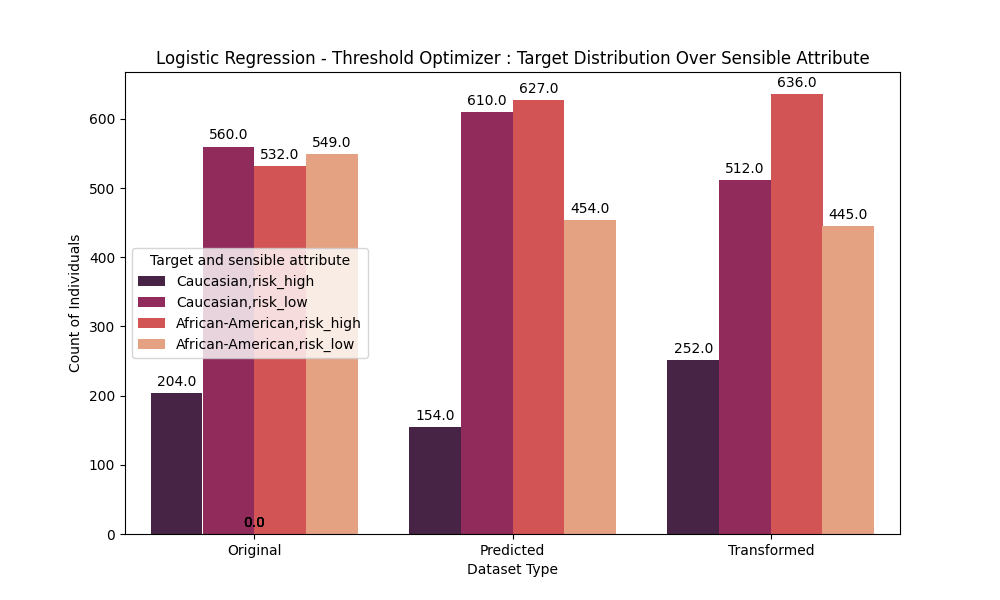 Logistic Regression - Threshold Optimizer : Target Distribution Over Sensible Attribute
Count of Individuals
600
500
400
300
200
100
0
204.0
560.0
532.0
549.0
0.0
154.0
610.0
627.0
454.0
252.0
512.0
636.0
445.0
Target and sensible attribute
Caucasian,risk_high
Caucasian,risk_low
African-American,risk_high
African-American,risk_low
Original
Predicted
Transformed
Dataset Type